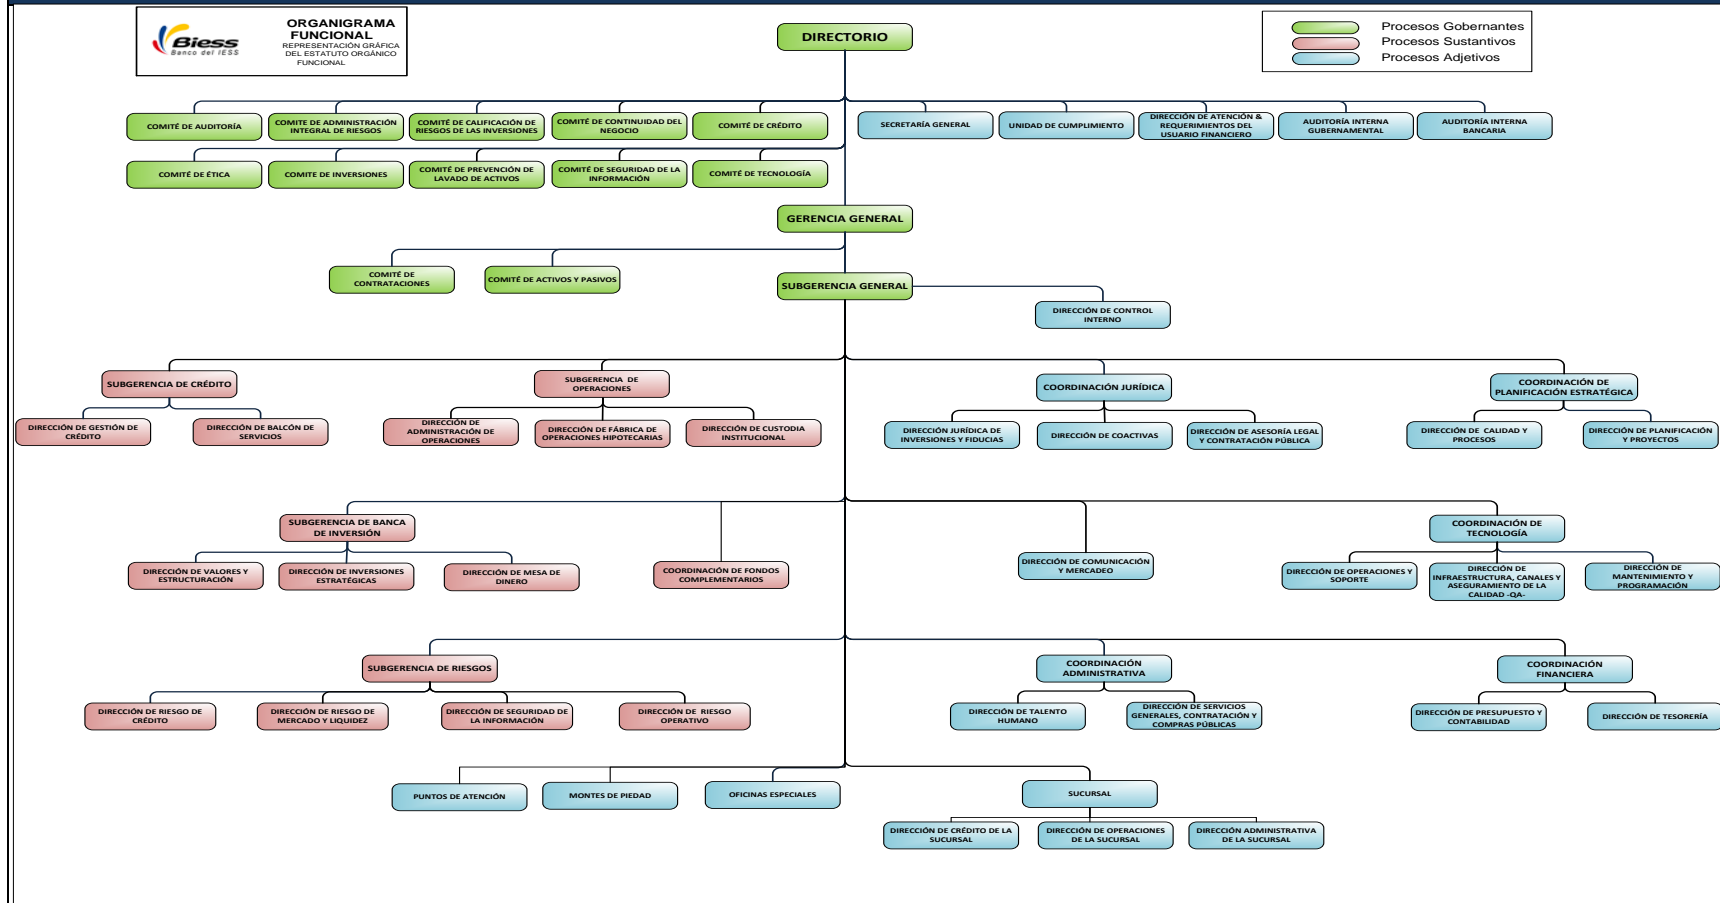 Biess
Banco del IESS
ORGANIGRAMA
FUNCIONAL
REPRESENTACIÓN GRÁFICA
DEL ESTATUTO ORGÁNICO
FUNCIONAL
DIRECTORIO
Procesos Gobernantes
Procesos Sustantivos
Procesos Adjetivos
COMITÉ DE AUDITORÍA
COMITE DE ADMINISTRACIÓN
INTEGRAL DE RIESGOS
COMITÉ DE CALIFICACIÓN DE
RIESGOS DE LAS INVERSIONES
COMITÉ DE CONTINUIDAD DEL
NEGOCIO
COMITÉ DE CRÉDITO
SECRETARÍA GENERAL
UNIDAD DE CUMPLIMIENTO
DIRECCIÓN DE ATENCIÓN &
REQUERIMIENTOS DEL
USUARIO FINANCIERO
AUDITORÍA INTERNA
GUBERNAMENTAL
AUDITORÍA INTERNA
BANCARIA
COMITÉ DE ÉTICA
COMITE DE INVERSIONES
COMITÉ DE PREVENCIÓN DE
LAVADO DE ACTIVOS
COMITÉ DE SEGURIDAD DE LA
INFORMACIÓN
COMITÉ DE TECNOLOGÍA
GERENCIA GENERAL
COMITÉ DE
CONTRATACIONES
COMITÉ DE ACTIVOS Y PASIVOS
SUBGERENCIA GENERAL
DIRECCIÓN DE CONTROL
INTERNO
SUBGERENCIA DE CRÉDITO
SUBGERENCIA DE
OPERACIONES
COORDINACIÓN JURÍDICA
COORDINACIÓN DE
PLANIFICACIÓN ESTRATÉGICA
DIRECCIÓN DE GESTIÓN DE
CRÉDITO
DIRECCIÓN DE BALCÓN DE
SERVICIOS
DIRECCIÓN DE
ADMINISTRACIÓN DE
OPERACIONES
DIRECCIÓN DE FÁBRICA DE
OPERACIONES HIPOTECARIAS
DIRECCIÓN DE CUSTODIA
INSTITUCIONAL
DIRECCIÓN JURÍDICA DE
INVERSIONES Y FIDUCIAS
DIRECCIÓN DE COACTIVAS
DIRECCIÓN DE ASESORÍA LEGAL
Y CONTRATACIÓN PÚBLICA
DIRECCIÓN DE CALIDAD Y
PROCESOS
DIRECCIÓN DE PLANIFICACIÓN
Y PROYECTOS
SUBGERENCIA DE BANCA
DE INVERSIÓN
COORDINACIÓN DE
TECNOLOGÍA
DIRECCIÓN DE VALORES Y
ESTRUCTURACIÓN
DIRECCIÓN DE INVERSIONES
ESTRATÉGICAS
DIRECCIÓN DE MESA DE
DINERO
COORDINACIÓN DE FONDOS
COMPLEMENTARIOS
DIRECCIÓN DE COMUNICACIÓN
Y MERCADEO
DIRECCIÓN DE OPERACIONES Y
SOPORTE
DIRECCIÓN DE
INFRAESTRUCTURA, CANALES Y
ASEGURAMIENTO DE LA
CALIDAD -QA-
DIRECCIÓN DE
MANTENIMIENTO Y
PROGRAMACIÓN
SUBGERENCIA DE RIESGOS
COORDINACIÓN
ADMINISTRATIVA
COORDINACIÓN
FINANCIERA
DIRECCIÓN DE RIESGO DE
CRÉDITO
DIRECCIÓN DE RIESGO DE
MERCADO Y LIQUIDEZ
DIRECCIÓN DE SEGURIDAD DE
LA INFORMACIÓN
DIRECCIÓN DE RIESGO
OPERATIVO
DIRECCIÓN DE TALENTO
HUMANO
DIRECCIÓN DE SERVICIOS
GENERALES, CONTRATACIÓN Y
COMPRAS PÚBLICAS
DIRECCIÓN DE PRESUPUESTO Y
CONTABILIDAD
DIRECCIÓN DE TESORERÍA
PUNTOS DE ATENCIÓN
MONTES DE PIEDAD
OFICINAS ESPECIALES
SUCURSAL
DIRECCIÓN DE CRÉDITO DE LA
SUCURSAL
DIRECCIÓN DE OPERACIONES
DE LA SUCURSAL
DIRECCIÓN ADMINISTRATIVA
DE LA SUCURSAL